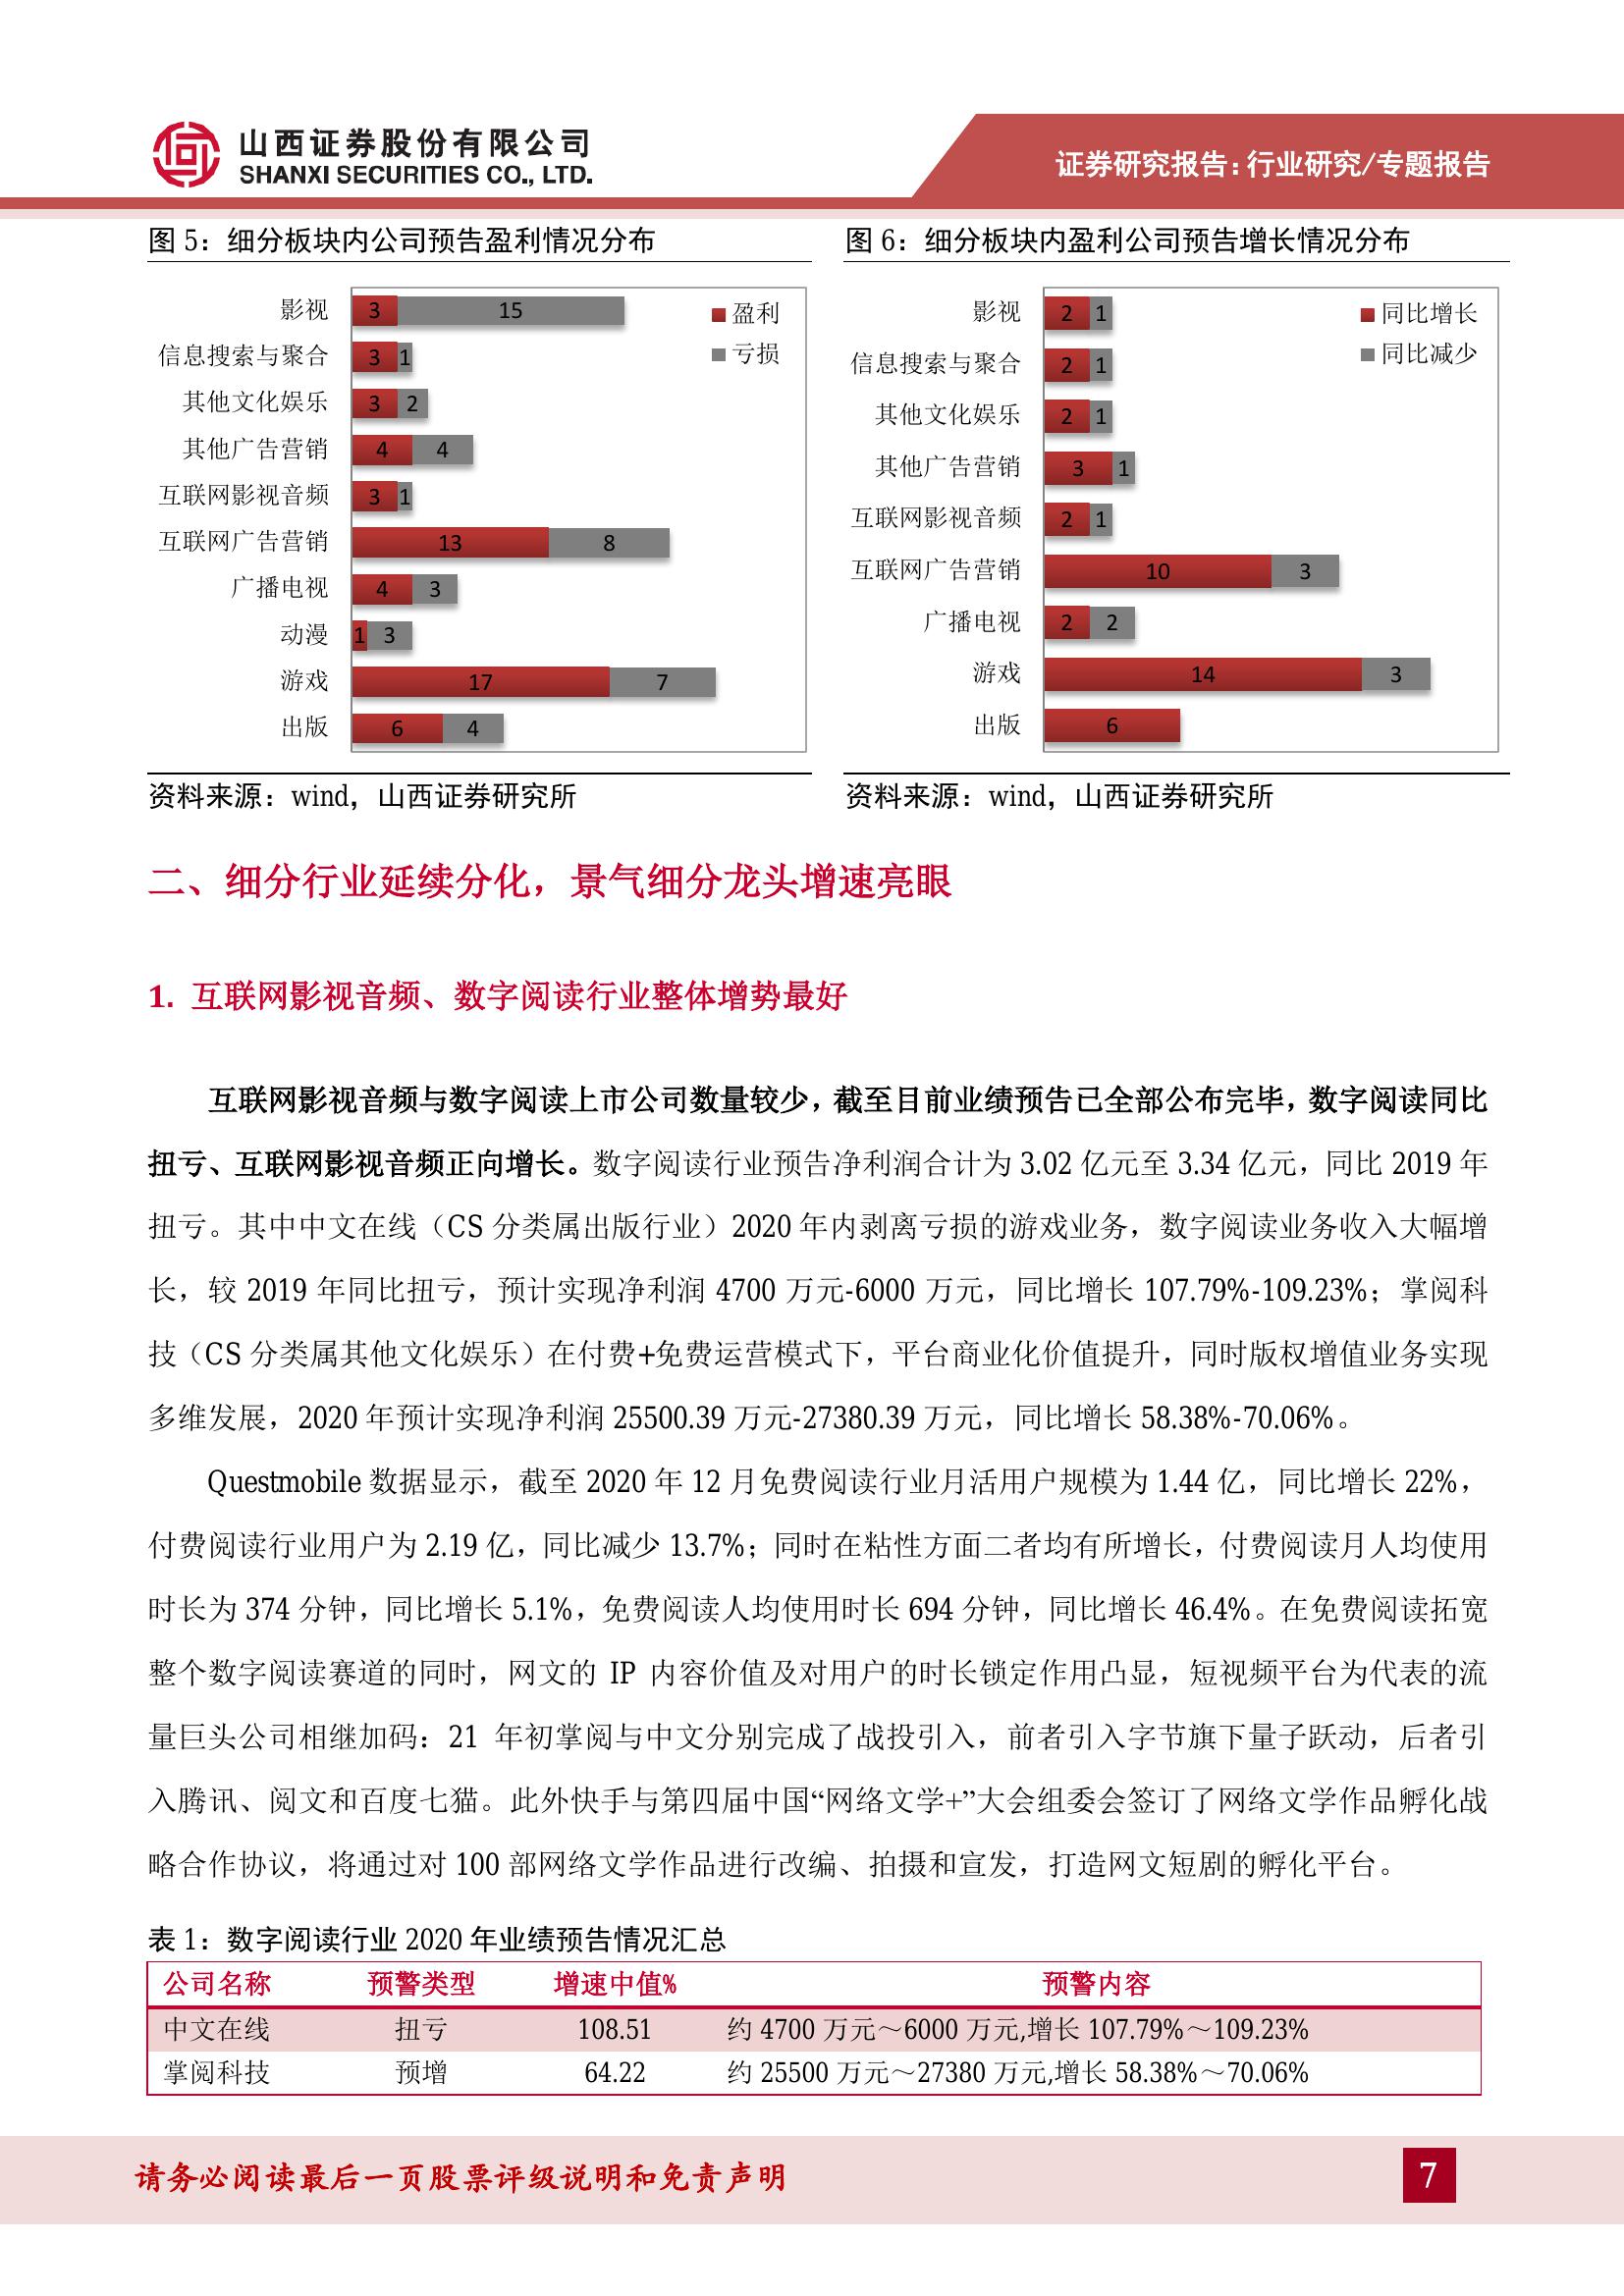 山西证券股份有限公司
SHANXI SECURITIES CO., LTD.
证券研究报告：行业研究/专题报告
图 5：细分板块内公司预告盈利情况分布
影视 3 15
信息搜索与聚合 3 1
其他文化娱乐 3 2
其他广告营销 4 4
互联网影视音频 3 1
互联网广告营销 13 8
广播电视 4 3
动漫 1 3
游戏 17 7
出版 6 4
盈利
亏损
资料来源：wind，山西证券研究所
图 6：细分板块内盈利公司预告增长情况分布
影视 2 1
信息搜索与聚合 2 1
其他文化娱乐 2 1
其他广告营销 3 1
互联网影视音频 2 1
互联网广告营销 10 3
广播电视 2 2
游戏 14 3
出版 6
同比增长
同比减少
资料来源：wind，山西证券研究所
二、细分行业延续分化，景气细分龙头增速亮眼
1. 互联网影视音频、数字阅读行业整体增势最好
互联网影视音频与数字阅读上市公司数量较少，截至目前业绩预告已全部公布完毕，数字阅读同比
扭亏、互联网影视音频正向增长。数字阅读行业预告净利润合计为 3.02 亿元至 3.34 亿元，同比 2019 年
扭亏。其中中文在线（CS 分类属出版行业）2020 年内剥离亏损的游戏业务，数字阅读业务收入大幅增
长，较 2019 年同比扭亏，预计实现净利润 4700 万元-6000 万元，同比增长 107.79%-109.23%；掌阅科
技（CS 分类属其他文化娱乐）在付费+免费运营模式下，平台商业化价值提升，同时版权增值业务实现
多维发展，2020 年预计实现净利润 25500.39 万元-27380.39 万元，同比增长 58.38%-70.06%。
Questmobile 数据显示，截至 2020 年 12 月免费阅读行业月活用户规模为 1.44 亿，同比增长 22%，
付费阅读行业用户为 2.19 亿，同比减少 13.7%；同时在粘性方面二者均有所增长，付费阅读月人均使用
时长为 374 分钟，同比增长 5.1%，免费阅读人均使用时长 694 分钟，同比增长 46.4%。在免费阅读拓宽
整个数字阅读赛道的同时，网文的 IP 内容价值及对用户的时长锁定作用凸显，短视频平台为代表的流
量巨头公司相继加码：21 年初掌阅与中文分别完成了战投引入，前者引入字节旗下量子跃动，后者引
入腾讯、阅文和百度七猫。此外快手与第四届中国“网络文学+”大会组委会签订了网络文学作品孵化战
略合作协议，将通过对 100 部网络文学作品进行改编、拍摄和宣发，打造网文短剧的孵化平台。
表 1：数字阅读行业 2020 年业绩预告情况汇总
公司名称 预警类型 增速中值% 预警内容
中文在线 扭亏 108.51 约 4700 万元～6000 万元,增长 107.79%～109.23%
掌阅科技 预增 64.22 约 25500 万元～27380 万元,增长 58.38%～70.06%
请务必阅读最后一页股票评级说明和免责声明
7